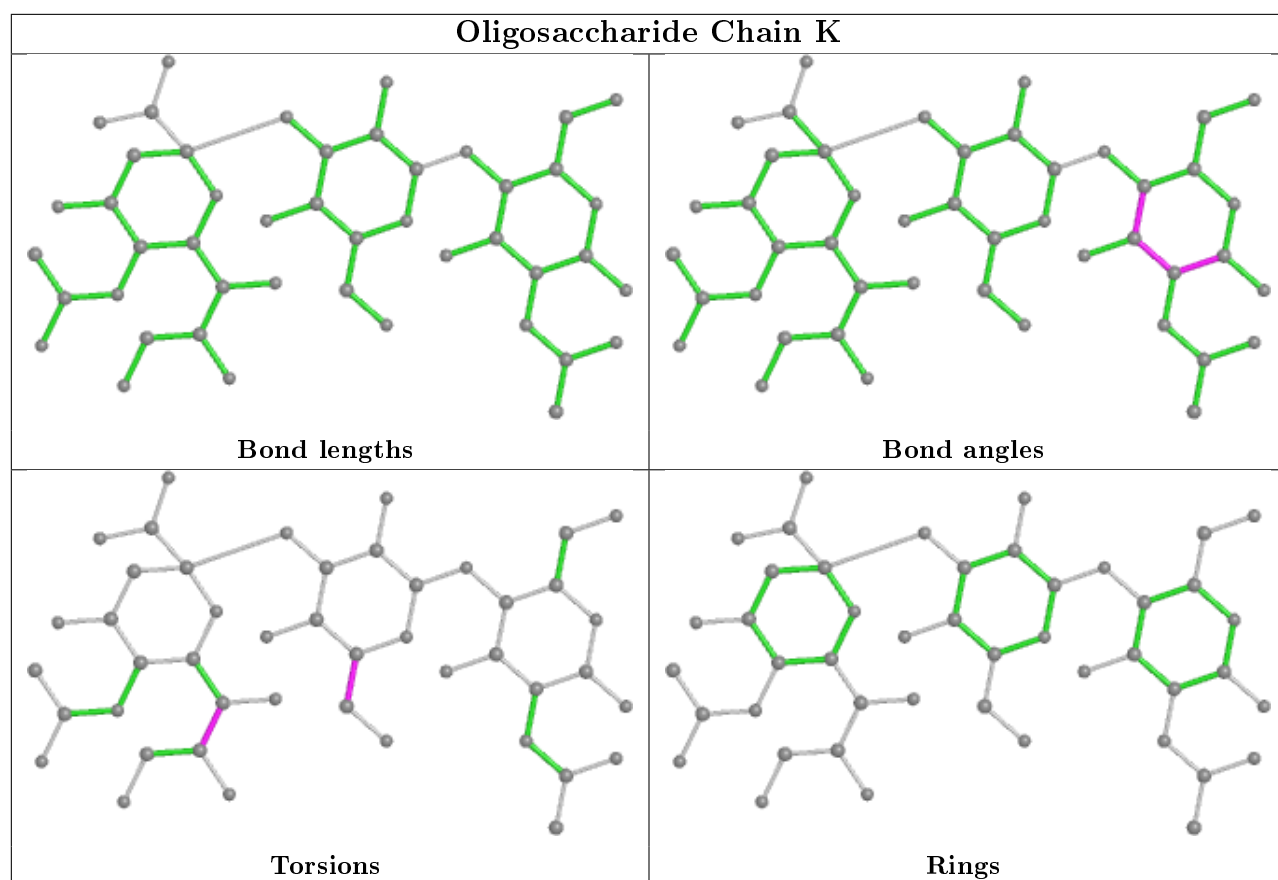 Oligosaccharide Chain K
Bond lengths
Bond angles
Torsions
Rings